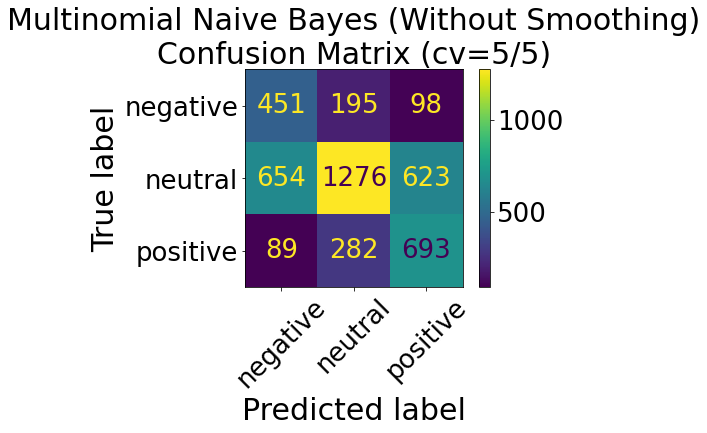 Multinomial Naive Bayes (Without Smoothing)
Confusion Matrix (cv=5/5)
negative 451 195 98
neutral 654 1276 623
positive 89 282 693
1000
500
True label
negative neutral positive
Predicted label